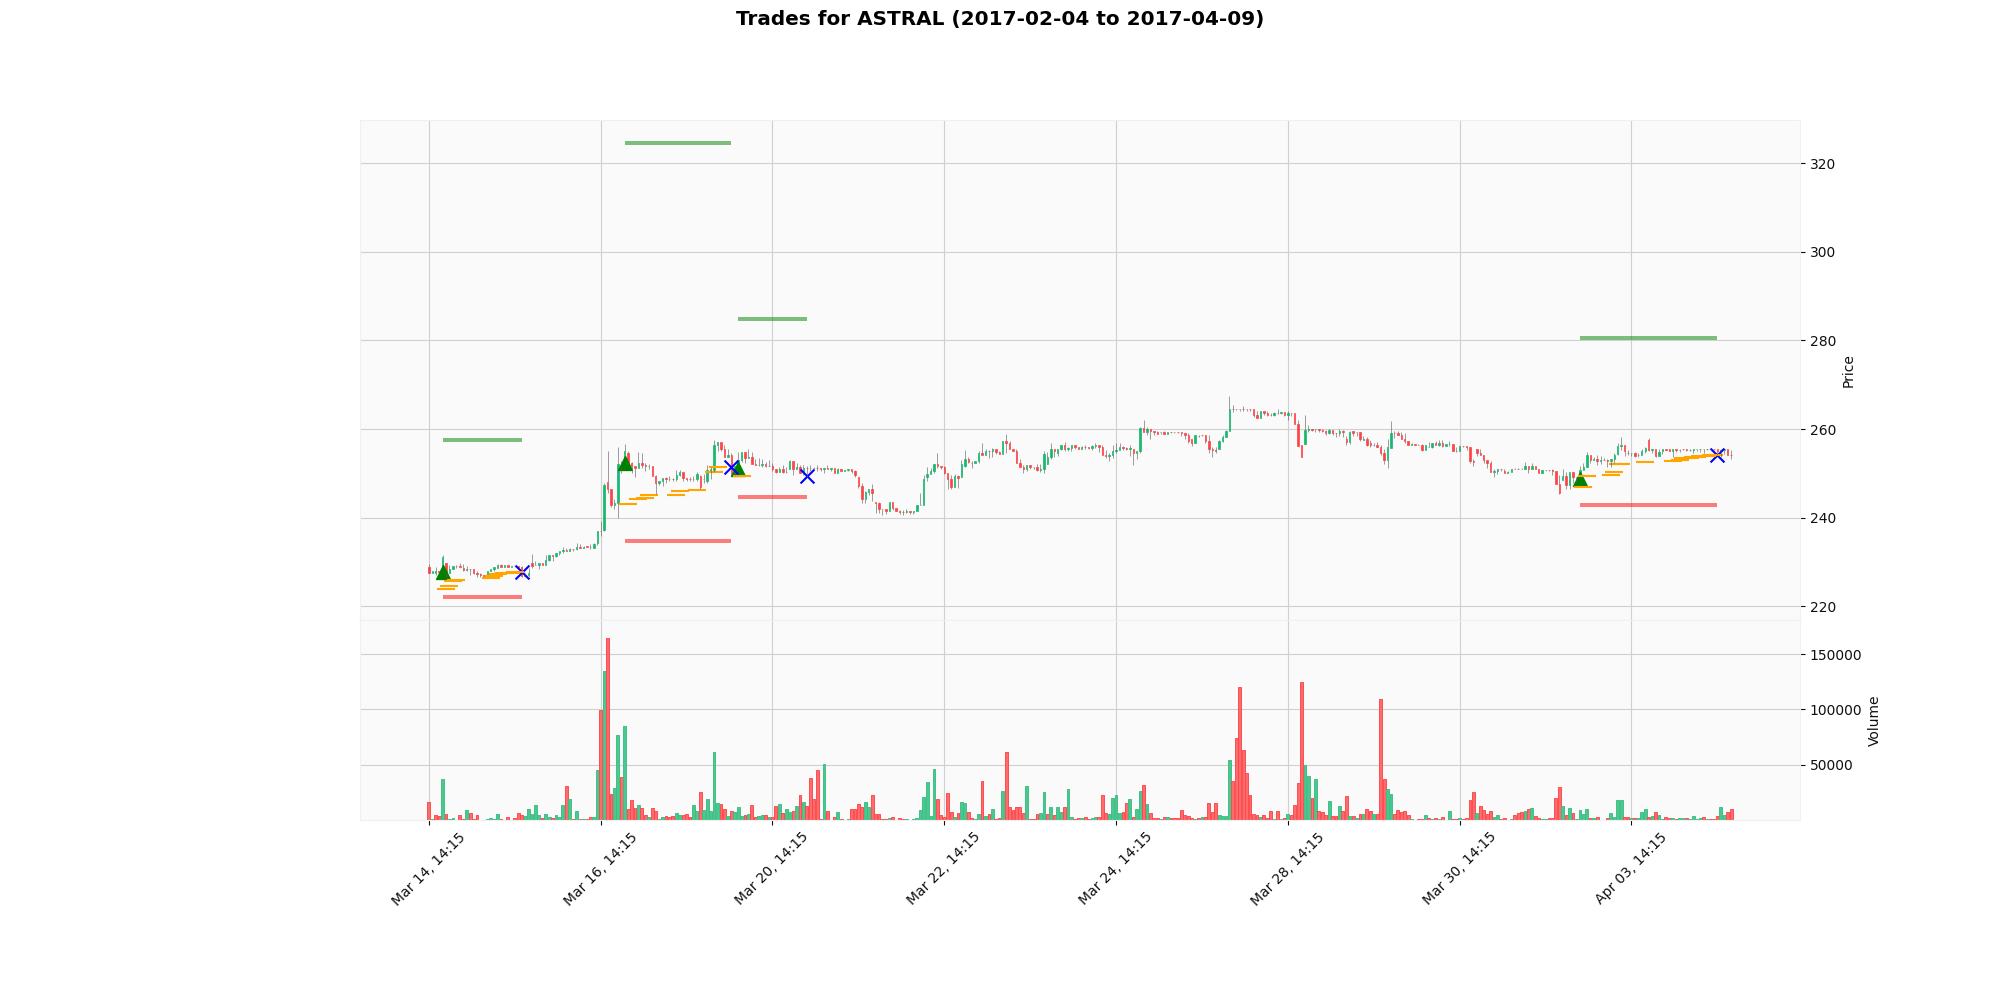 Trades for ASTRAL (2017-02-04 to 2017-04-09)
320
300
280
260
240
220
Price
150000
100000
50000
Volume
Mar 14, 14:15
Mar 16, 14:15
Mar 20, 14:15
Mar 22, 14:15
Mar 24, 14:15
Mar 28, 14:15
Mar 30, 14:15
Apr 03, 14:15